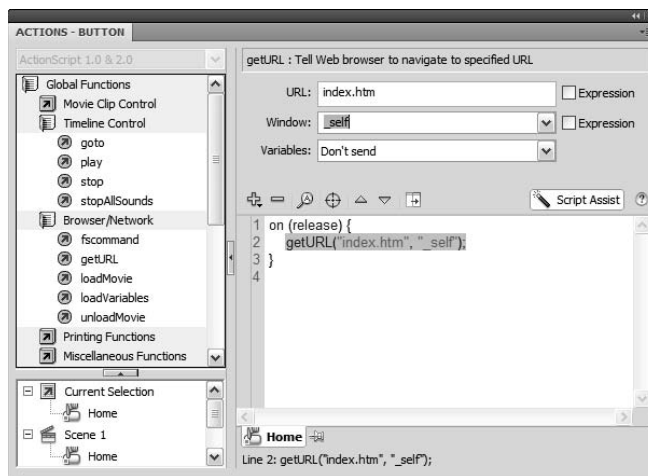 ACTIONS - BUTTON
ActionScript 1.0 & 2.0
Global Functions
Movie Clip Control
Timeline Control
goto
play
stop
stopAllSounds
Browser/Network
fscommand
getURL
loadMovie
loadVariables
unloadMovie
Printing Functions
Miscellaneous Functions
Current Selection
Home
Scene 1
Home
getURL : Tell Web browser to navigate to specified URL
URL: index.htm Expression
Window: _self Expression
Variables: Don't send
Script Assist
1 on (release) {
2 getURL("index.htm", "_self");
3 }
4
Home
Line 2: getURL("index.htm", "_self");